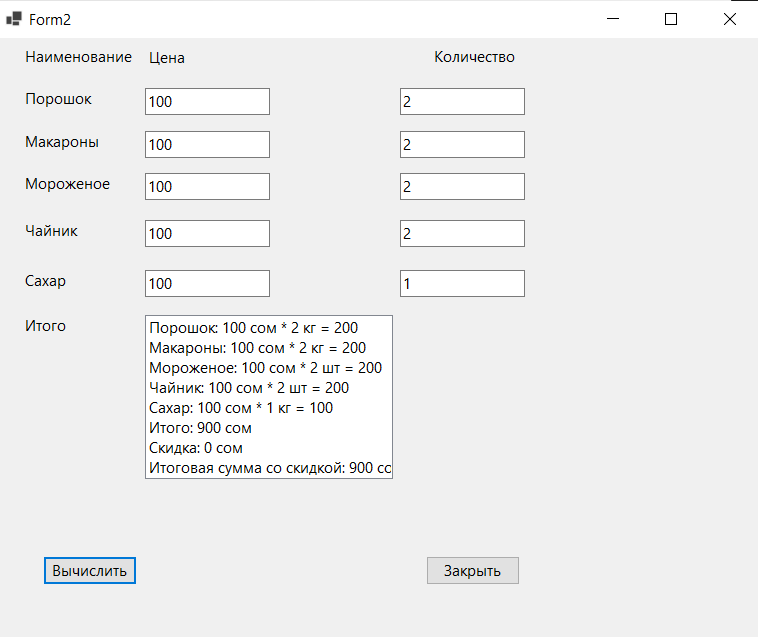 Form2
Наименование Цена Количество
Порошок 100 2
Макароны 100 2
Мороженое 100 2
Чайник 100 2
Сахар 100 1
Итого
Порошок: 100 сом * 2 кг = 200
Макароны: 100 сом * 2 кг = 200
Мороженое: 100 сом * 2 шт = 200
Чайник: 100 сом * 2 шт = 200
Сахар: 100 сом * 1 кг = 100
Итого: 900 сом
Скидка: 0 сом
Итоговая сумма со скидкой: 900 со
Вычислить Закрыть